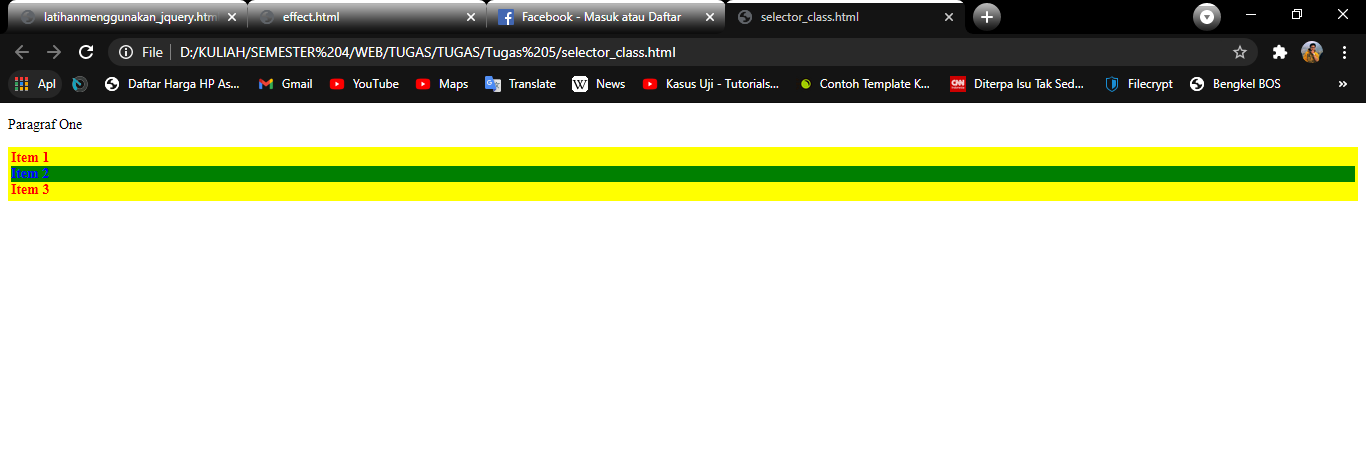 latihanmenggunakan_jquery.htm effect.html Facebook - Masuk atau Daftar selector_class.html
File D:/KULIAH/SEMESTER%204/WEB/TUGAS/TUGAS/Tugas%205/selector_class.html
Apl Daftar Harga HP As... Gmail YouTube Maps Translate W News Kasus Uji - Tutorials... Contoh Template K... CNN Diterpa Isu Tak Sed... Filecrypt Bengkel BOS »
Paragraf One
Item 1
Item 2
Item 3